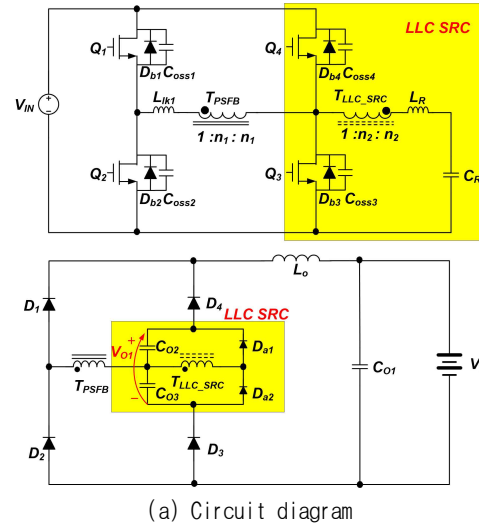 LLC SRC
Q1
Db1 Coss1
Q4
Db4 Coss4
VIN
Llk1
TPSFB
1 : n1 : n1
TLLC_SRC
1 : n2 : n2
LR
Q2
Db2 Coss2
Q3
Db3 Coss3
CR
Lo
D1
D4
LLC SRC
VO1
+
CO2
Da1
TPSFB
CO3
TLLC_SRC
Da2
−
CO1
V
D2
D3
(a) Circuit diagram